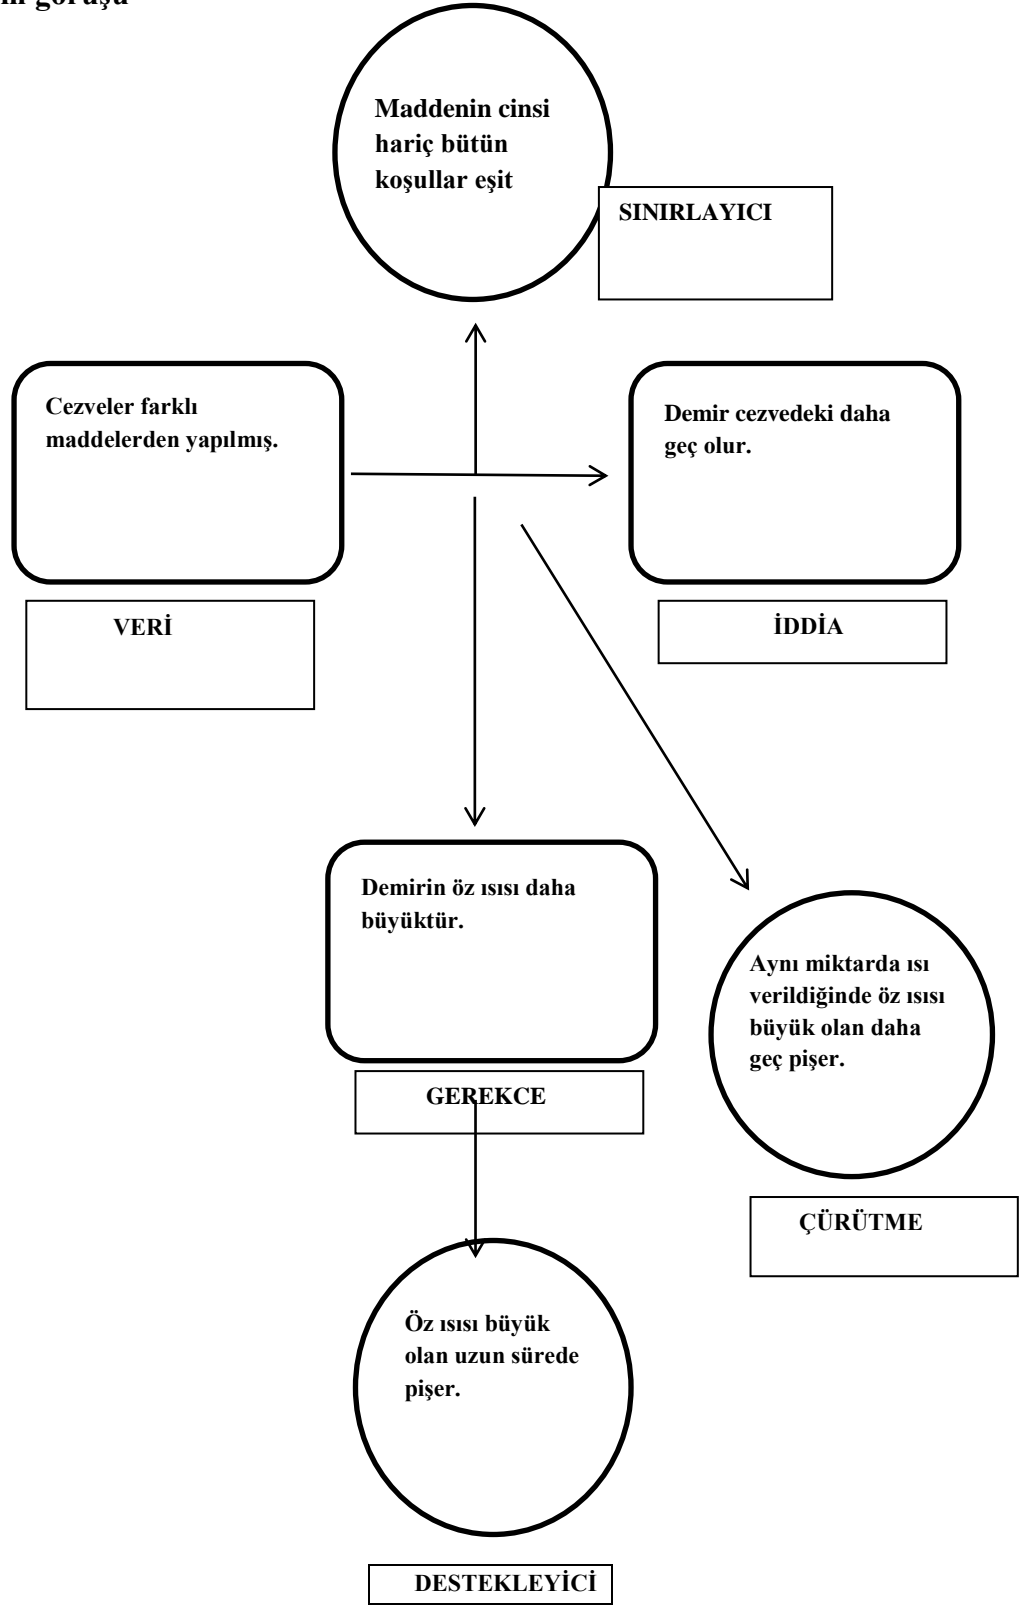 görüşü
Maddenin cinsi
hariç bütün
koşullar eşit
SINIRLAYICI
Cezveler farklı
maddelerden yapılmış.
VERİ
Demir cezvedeki daha
geç olur.
İDDİA
Demirin öz ısısı daha
büyüktür.
GEREKCE
Aynı miktarda ısı
verildiğinde öz ısısı
büyük olan daha
geç pişer.
ÇÜRÜTME
Öz ısısı büyük
olan uzun sürede
pişer.
DESTEKLEYİCİ